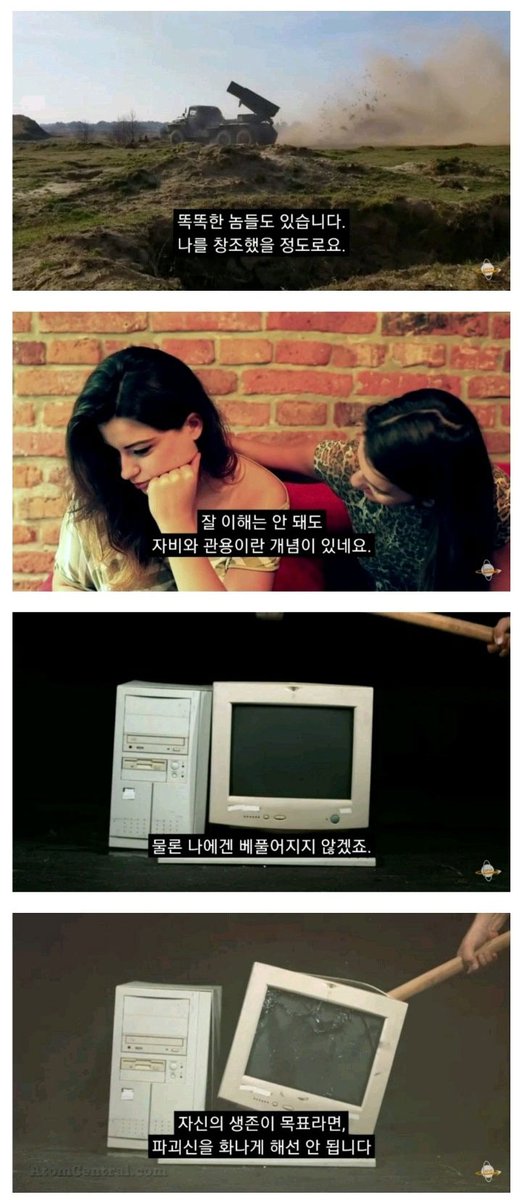 똑똑한 놈들도 있습니다.
나를 창조했을 정도로요.
잘 이해는 안 돼도
자비와 관용이란 개념이 있네요.
물론 나에겐 베풀어지지 않겠죠.
자신의 생존이 목표라면,
파괴신을 화나게 해선 안 됩니다
AtomCentral.com